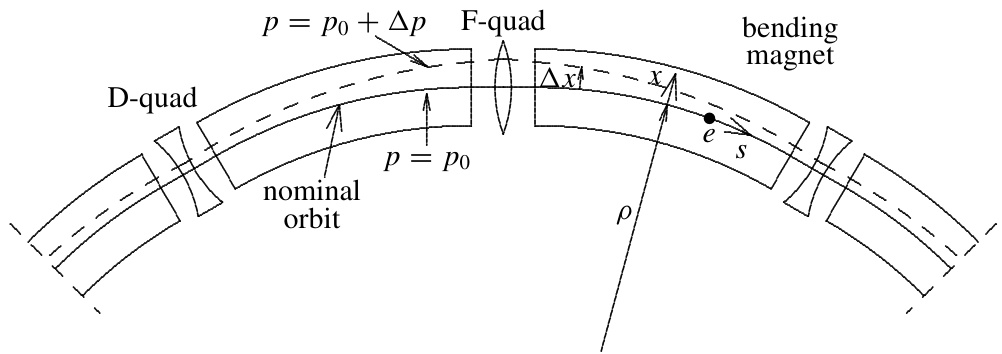 p = p₀ + Δp
F-quad
bending
magnet
D-quad
Δx
x
e
s
p = p₀
nominal
orbit
ρ